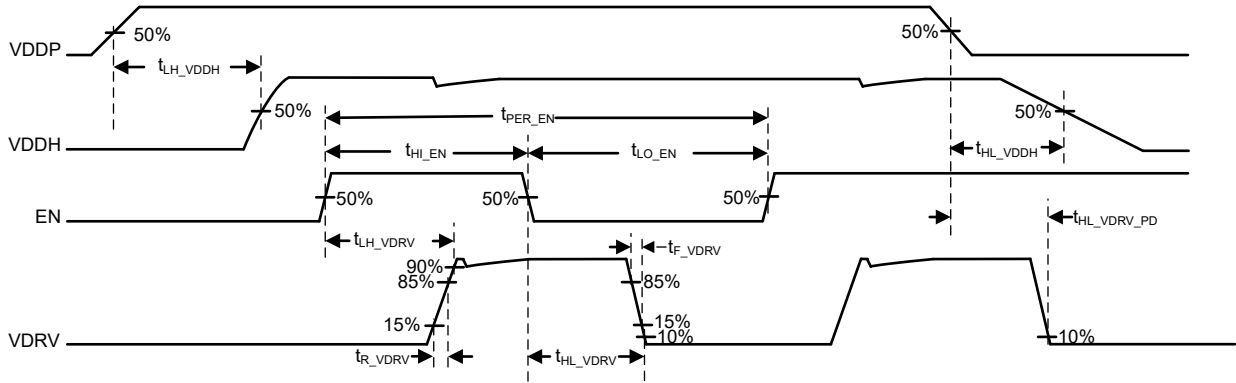 50%
50%
VDDP
tLH_VDDH
50%
tPER_EN
50%
VDDH
tHI_EN
tLO_EN
tHL_VDDH
50%
50%
50%
EN
tLH_VDRV
tF_VDRV
tHL_VDRV_PD
90%
85%
85%
15%
15%
10%
10%
VDRV
tR_VDRV
tHL_VDRV